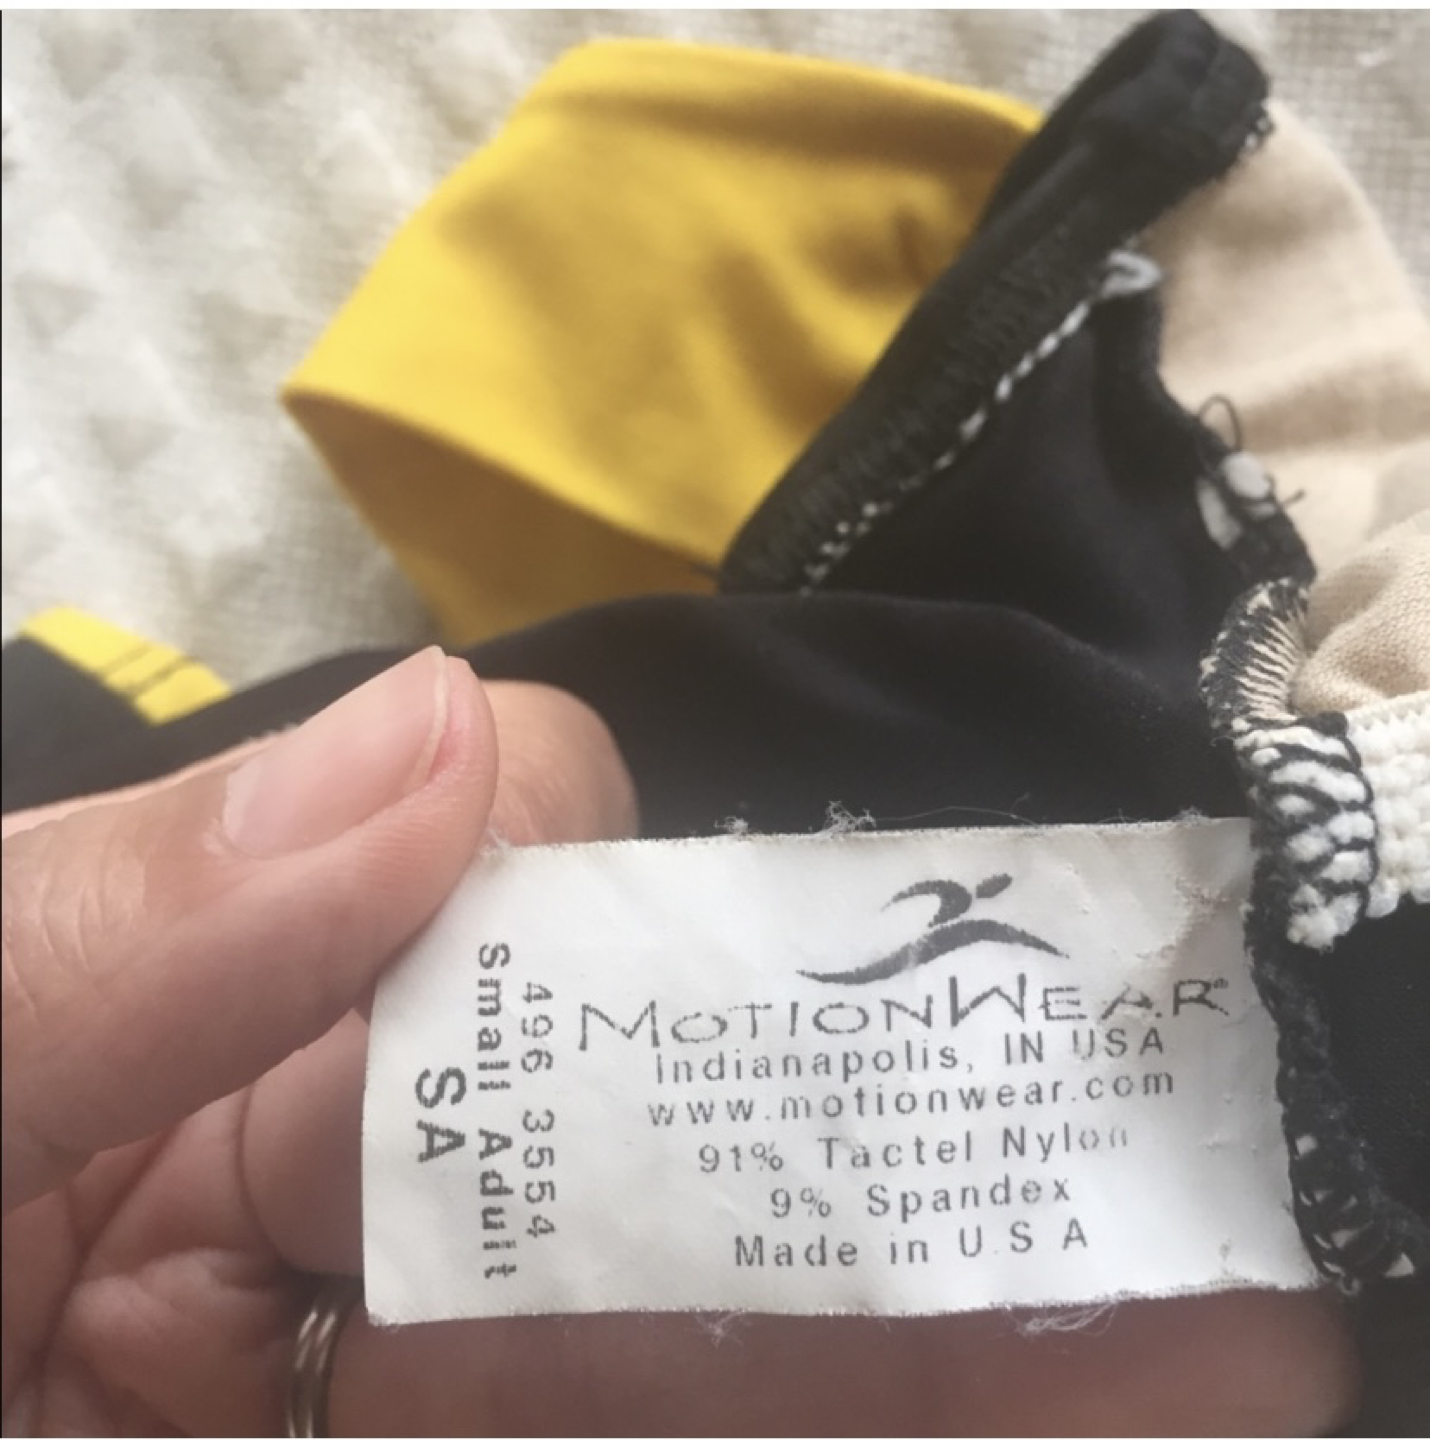 MOTIONWEAR®
Indianapolis, IN USA
www.motionwear.com
91% Tactel Nylon
9% Spandex
Made in U.S A
496 3554
Small Adult
SA